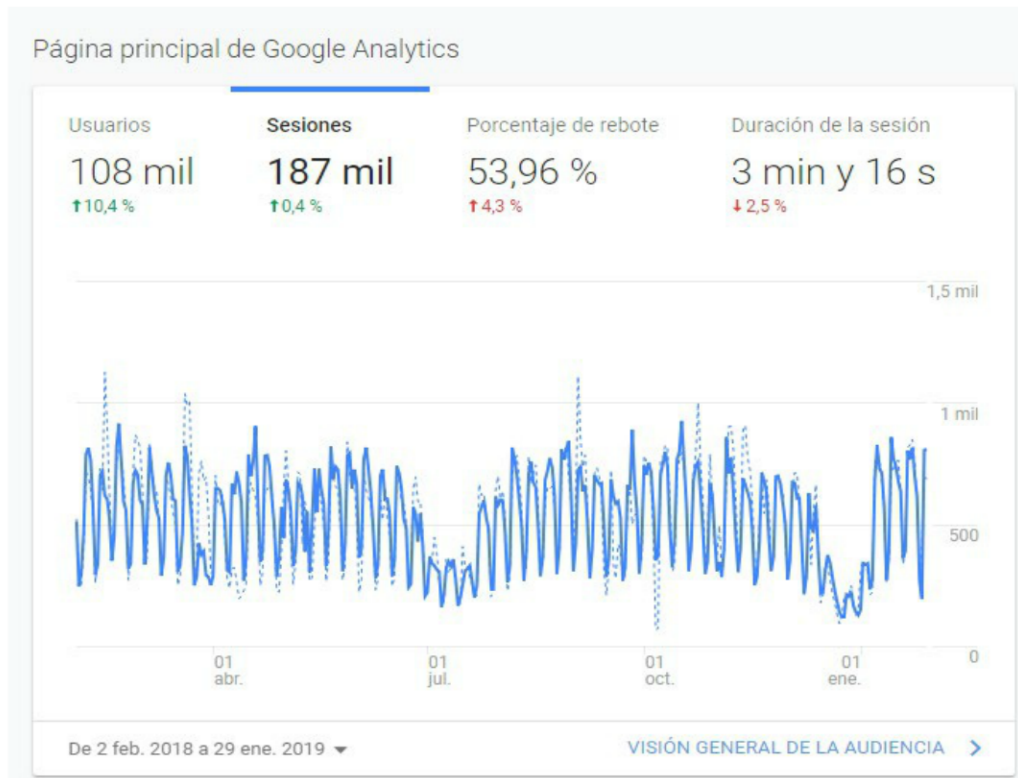 Página principal de Google Analytics
Usuarios
108 mil
↑10,4 %
Sesiones
187 mil
↑0,4 %
Porcentaje de rebote
53,96 %
↑4,3 %
Duración de la sesión
3 min y 16 s
↓2,5 %
1,5 mil
1 mil
500
0
01
abr.
01
jul.
01
oct.
01
ene.
De 2 feb. 2018 a 29 ene. 2019
VISIÓN GENERAL DE LA AUDIENCIA